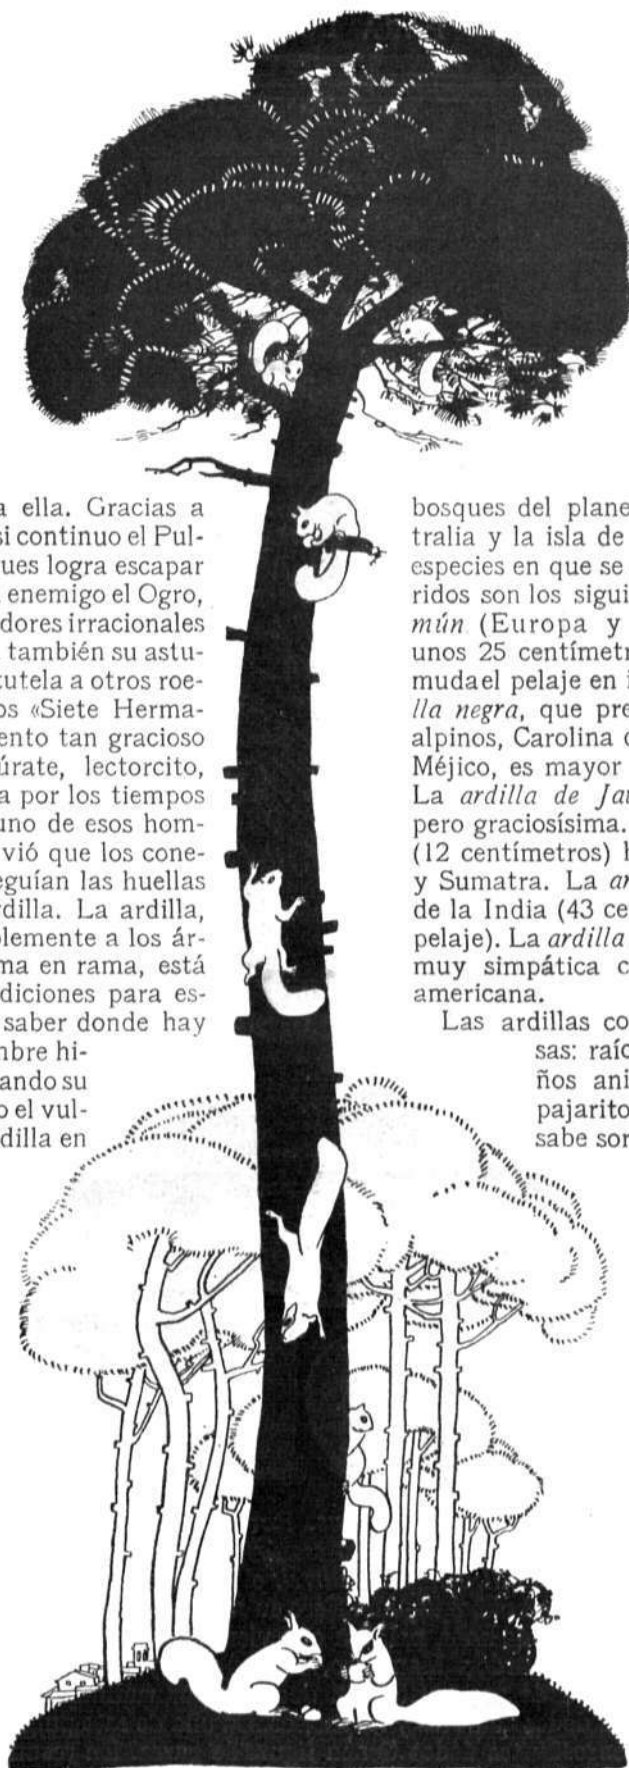 a ella. Gracias a
si continuo el Pul-
ues logra escapar
enemigo el Ogro,
dores irracionales
también su astu-
tutela a otros roe-
os «Siete Herma-
ento tan gracioso
úrate, lectorcito,
a por los tiempos
uno de esos hom-
vió que los cone-
eguían las huellas
rdilla. La ardilla,
plemente a los ár-
ma en rama, está
diciones para es-
saber donde hay
mbre hi-
ando su
o el vul-
dilla en
bosques del plane
tralia y la isla de
especies en que se
ridos son los sigui
mún (Europa y
unos 25 centímetr
mudael pelaje en i
lla negra, que pre
alpinos, Carolina d
Méjico, es mayor
La ardilla de Jav
pero graciosísima.
(12 centímetros) h
y Sumatra. La ar
de la India (43 ce
pelaje). La ardilla
muy simpática c
americana.
Las ardillas co
sas: raíc
ños ani
pajarito
sabe sor